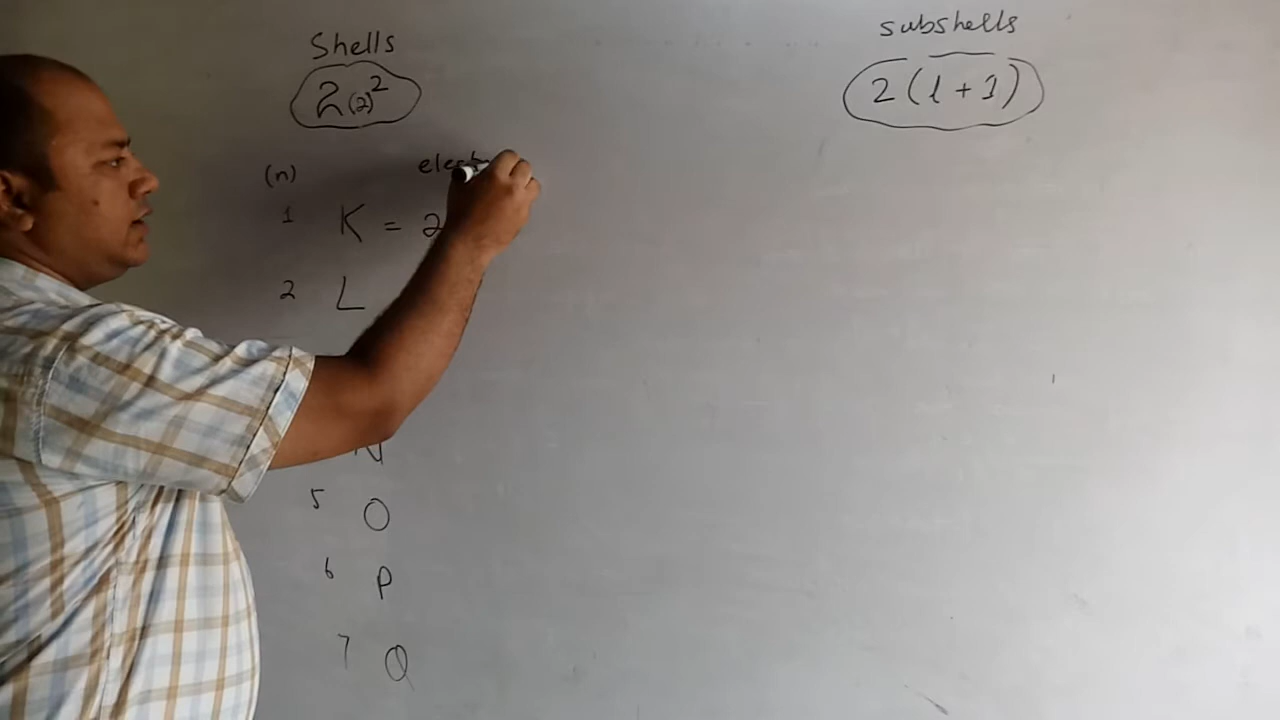 Shells
2(2)²
(n)
1 K = 2
2 L
N
5 O
6 P
7 Q
subshells
2(l+1)